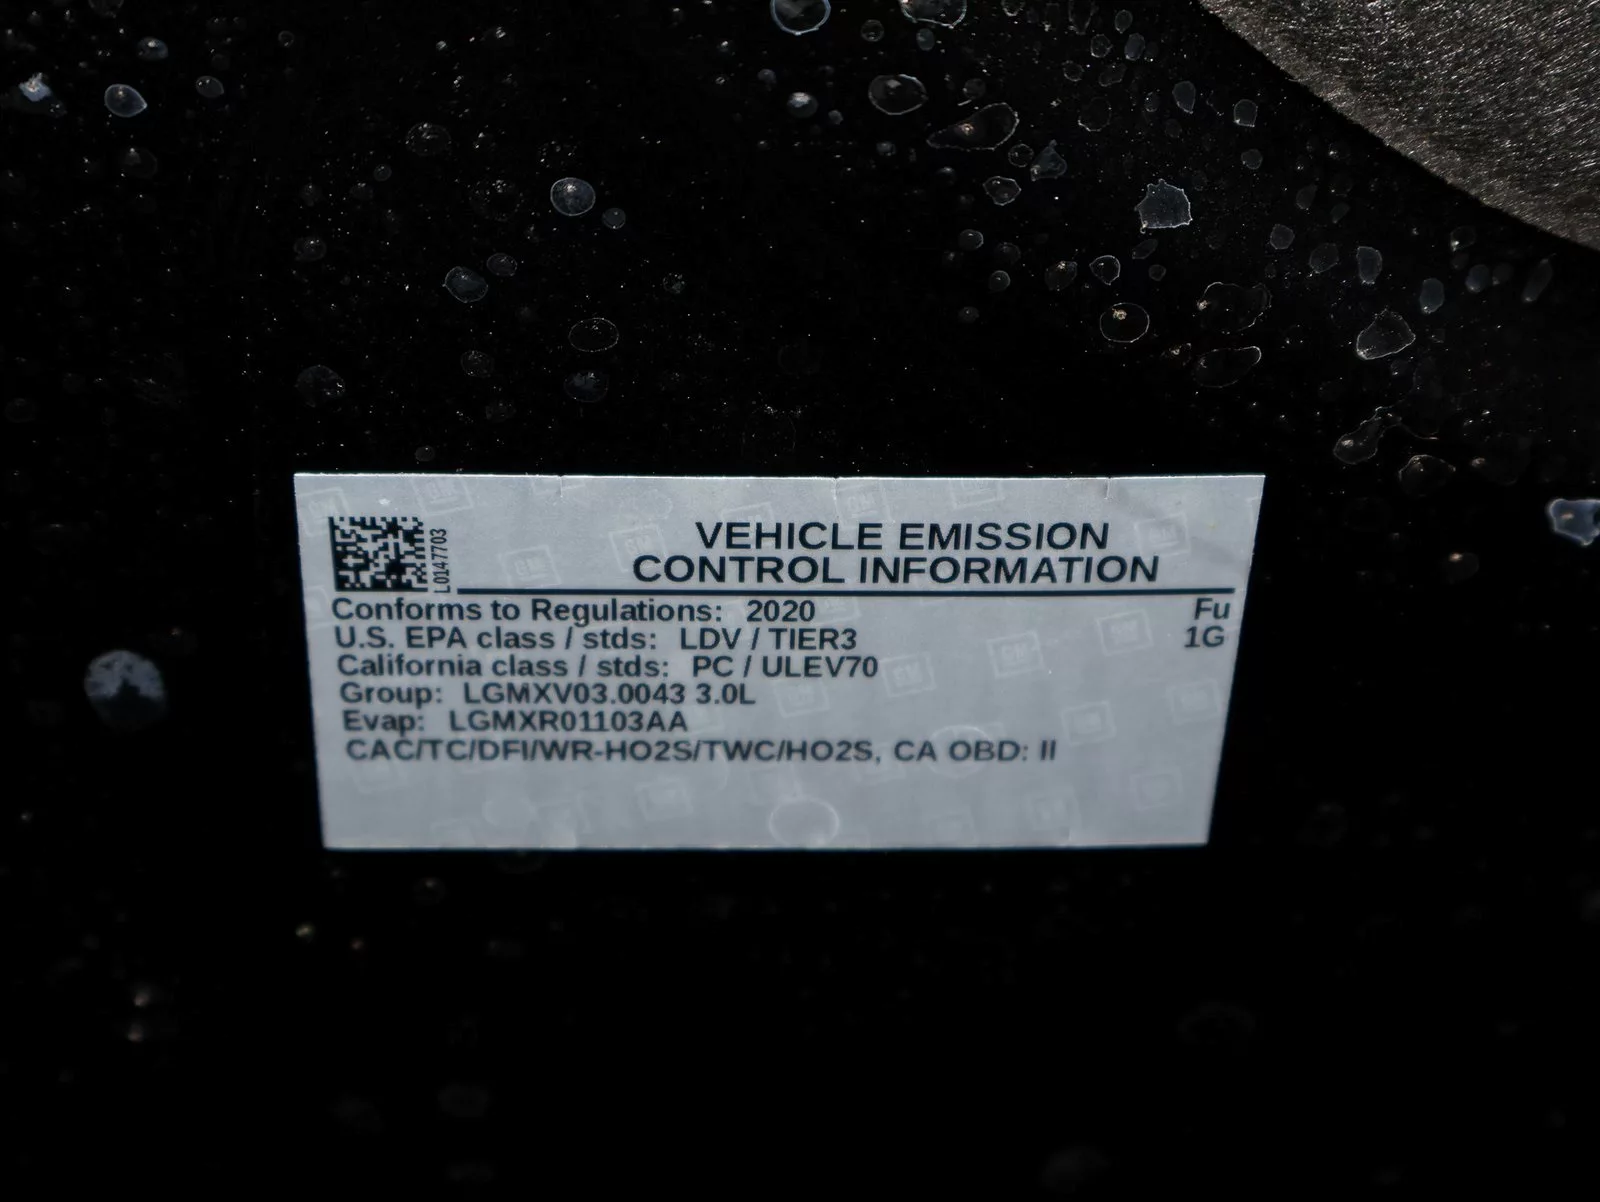 L0147703
VEHICLE EMISSION
CONTROL INFORMATION
Conforms to Regulations: 2020 Fu
U.S. EPA class / stds: LDV / TIER3 1G
California class / stds: PC / ULEV70
Group: LGMXV03.0043 3.0L
Evap: LGMXR01103AA
CAC/TC/DFI/WR-HO2S/TWC/HO2S, CA OBD: II